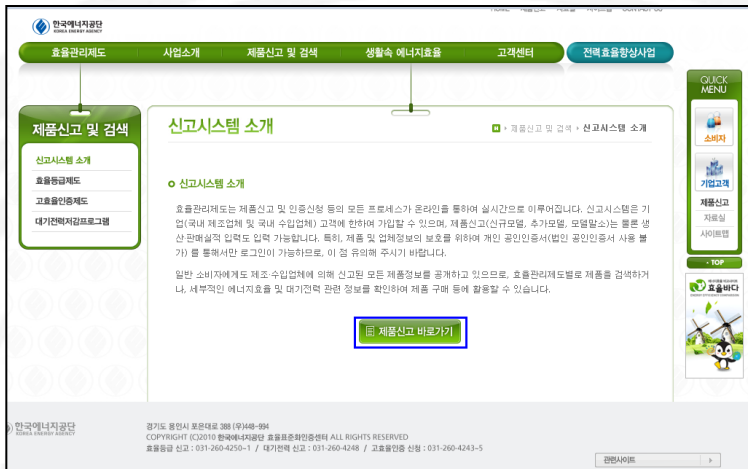 한국에너지공단
KOREA ENERGY AGENCY
효율관리제도 사업소개 제품신고 및 검색 생활속 에너지효율 고객센터 전력효율향상사업
QUICK
MENU
소비자
기업고객
제품신고
자료실
사이트맵
TOP
효율바다
제품신고 및 검색
신고시스템 소개
효율등급제도
고효율인증제도
대기전력저감프로그램
신고시스템 소개
제품신고 및 검색 신고시스템 소개
신고시스템 소개
효율관리제도는 제품신고 및 인증신청 등의 모든 프로세스가 온라인을 통하여 실시간으로 이루어집니다. 신고시스템은 기
업(국내 제조업체 및 국내 수입업체) 고객에 한하여 가입할 수 있으며, 제품신고(신규모델, 추가모델, 모델말소)는 물론 생
산·판매실적 입력도 입력 가능합니다. 특히, 제품 및 업체정보의 보호를 위하여 개인 공인인증서(법인 공인인증서 사용 불
가) 를 통해서만 로그인이 가능하므로, 이 점 유의해 주시기 바랍니다.
일반 소비자에게도 제조·수입업체에 의해 신고된 모든 제품정보를 공개하고 있으므로, 효율관리제도별로 제품을 검색하거
나, 세부적인 에너지효율 및 대기전력 관련 정보를 확인하여 제품 구매 등에 활용할 수 있습니다.
제품신고 바로가기
한국에너지공단
KOREA ENERGY AGENCY
경기도 용인시 포은대로 388 (우)448-994
COPYRIGHT (C)2010 한국에너지공단 효율표준화인증센터 ALL RIGHTS RESERVED
효율등급 신고 : 031-260-4250~1 / 대기전력 신고 : 031-260-4248 / 고효율인증 신청 : 031-260-4243~5
관련사이트